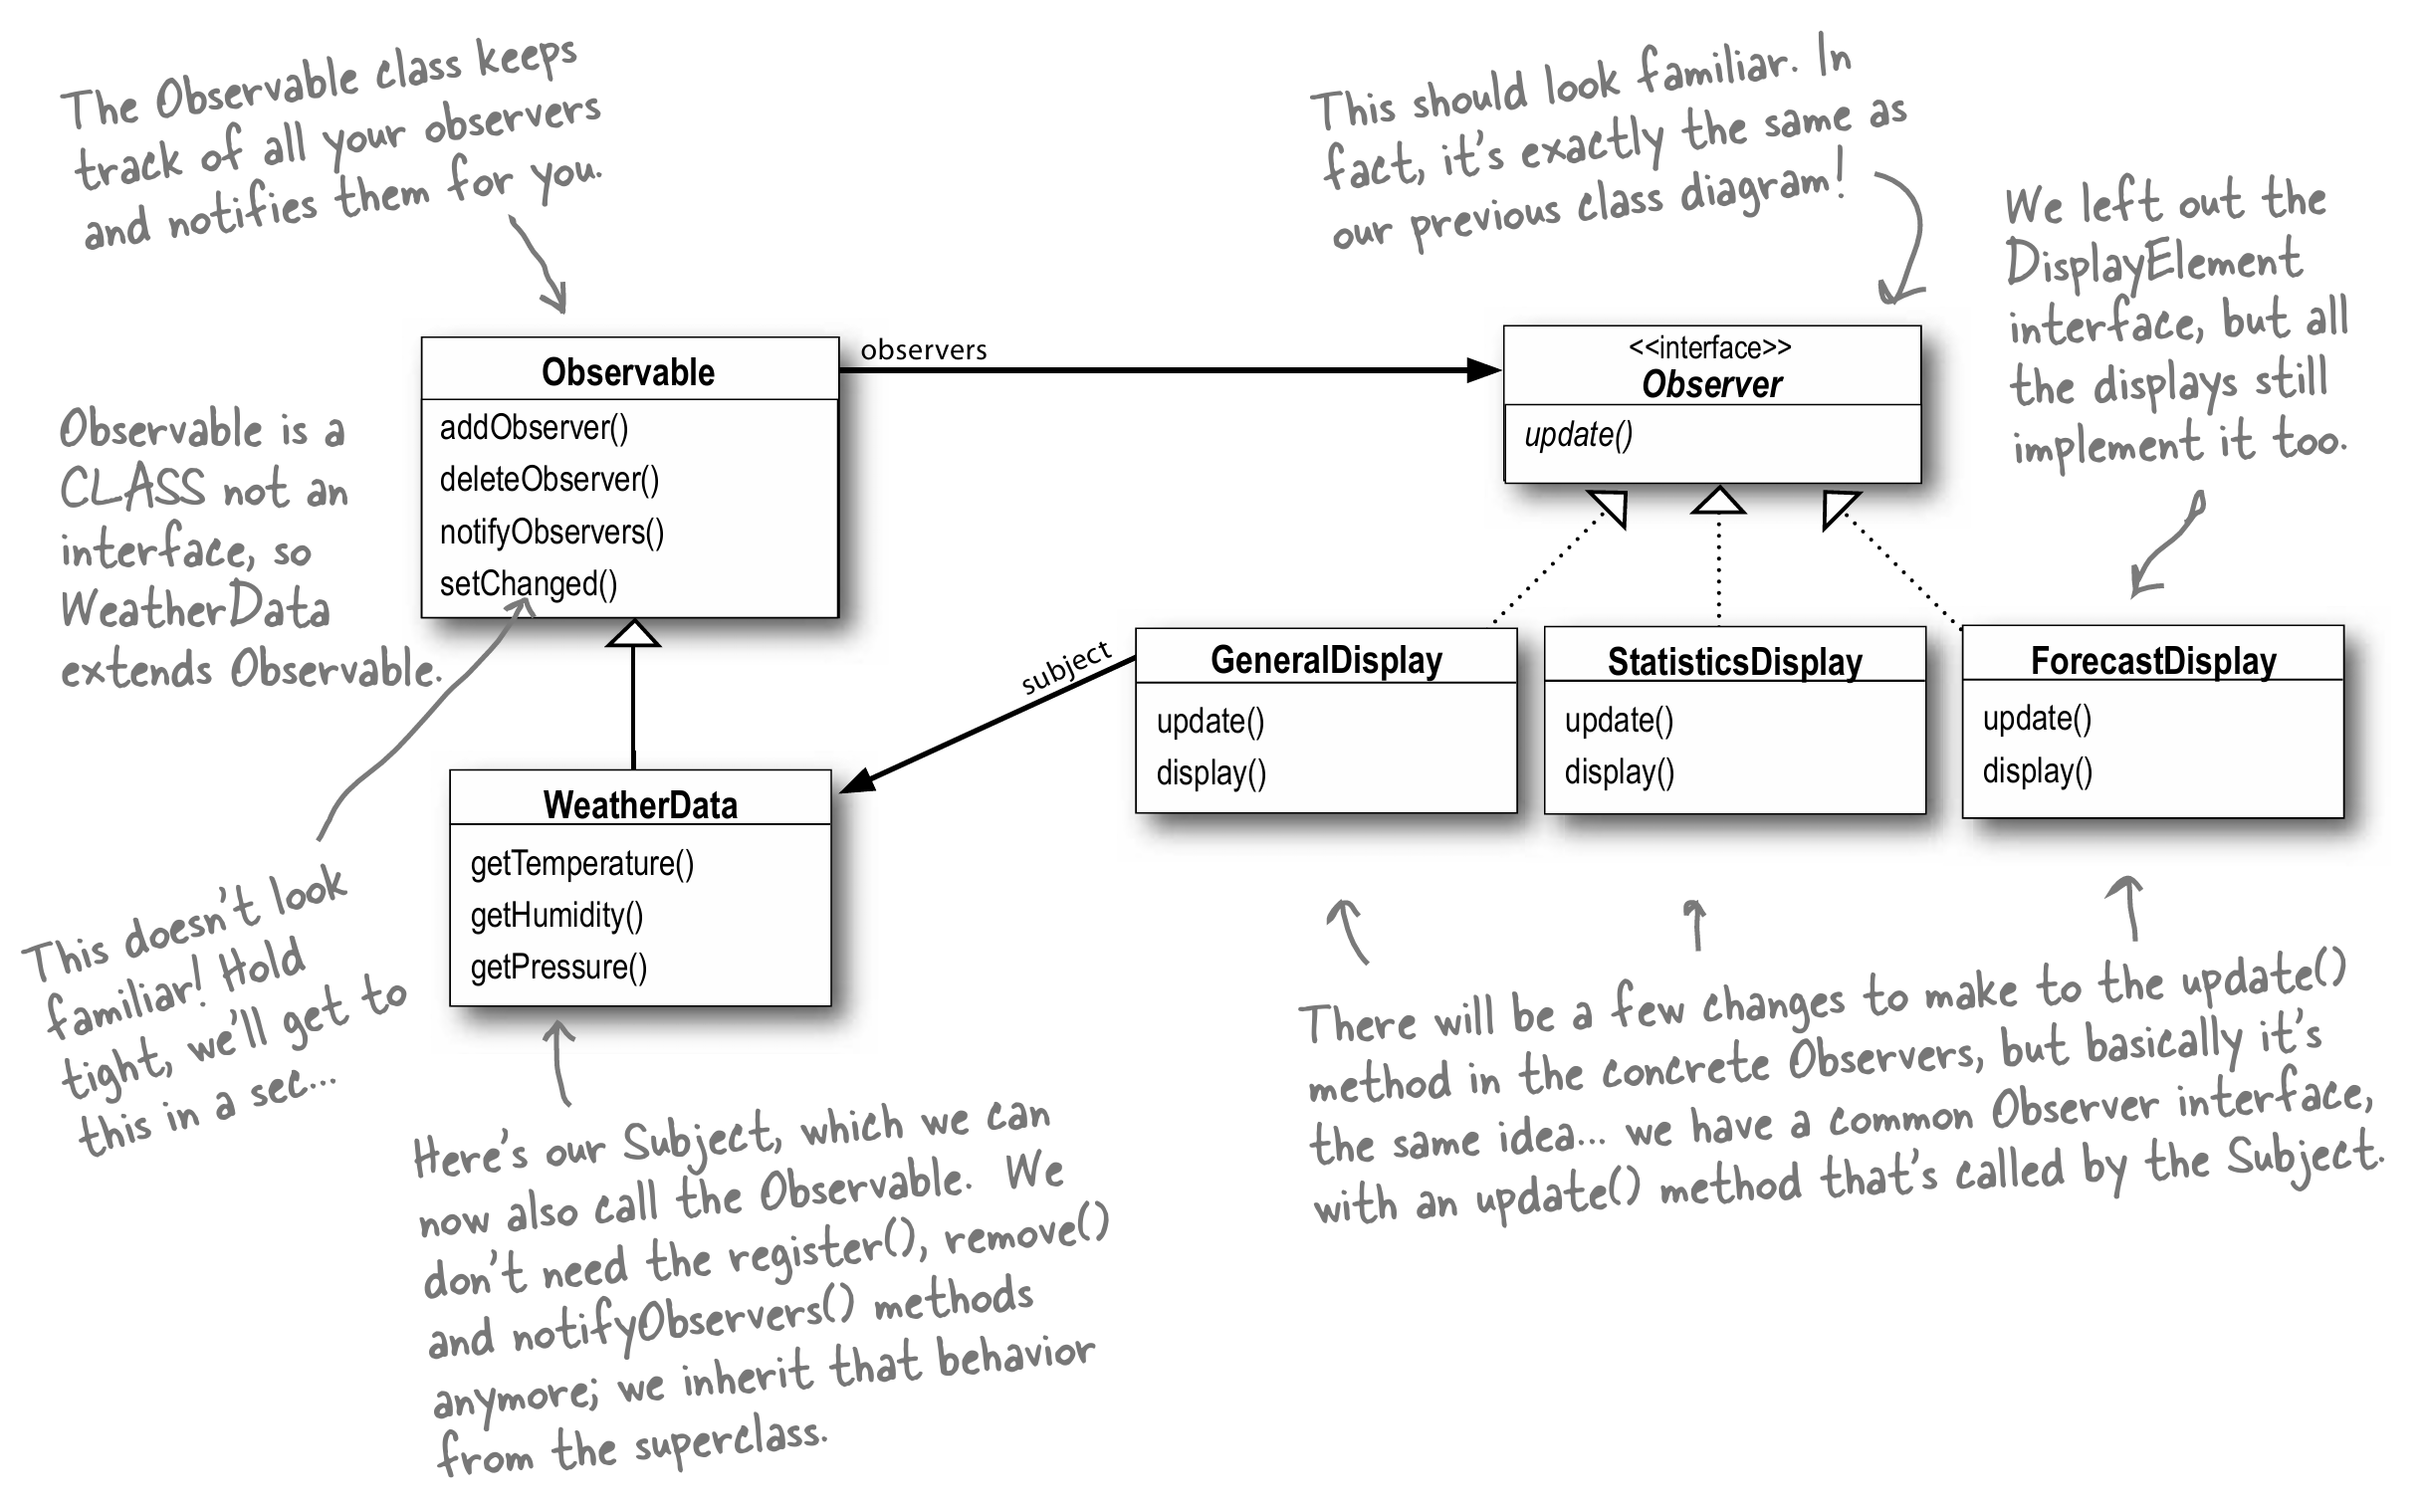 The Observable class keeps
track of all your observers
and notifies them for you.
This should look familiar. In
fact, it's exactly the same as
our previous class diagram!
We left out the
DisplayElement
interface, but all
the displays still
implement it too.
Observable is a
CLASS not an
interface, so
WeatherData
extends Observable.
Observable
addObserver()
deleteObserver()
notifyObservers()
setChanged()
observers
<<interface>>
Observer
update()
subject
GeneralDisplay
update()
display()
StatisticsDisplay
update()
display()
ForecastDisplay
update()
display()
WeatherData
getTemperature()
getHumidity()
getPressure()
This doesn't look
familiar! Hold
tight, we'll get to
this in a sec...
Here's our Subject, which we can
now also call the Observable. We
don't need the register(), remove()
and notifyObservers() methods
anymore; we inherit that behavior
from the superclass.
There will be a few changes to make to the update()
method in the concrete Observers, but basically it's
the same idea... we have a common Observer interface,
with an update() method that's called by the Subject.